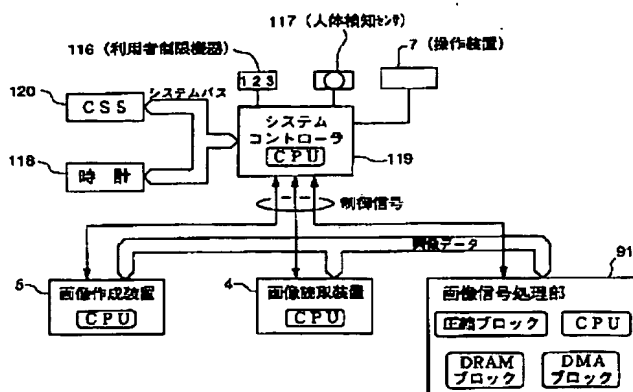 117 (人体検知センサ)
116 (利用者制限機器)
7 (操作装置)
1 2 3
120
CSS
システムバス
118
時計
システム
コントローラ
CPU
119
制御信号
画像データ
91
5
画像作成装置
CPU
4
画像読取装置
CPU
画像信号処理部
圧縮ブロック
CPU
DRAM
ブロック
DMA
ブロック